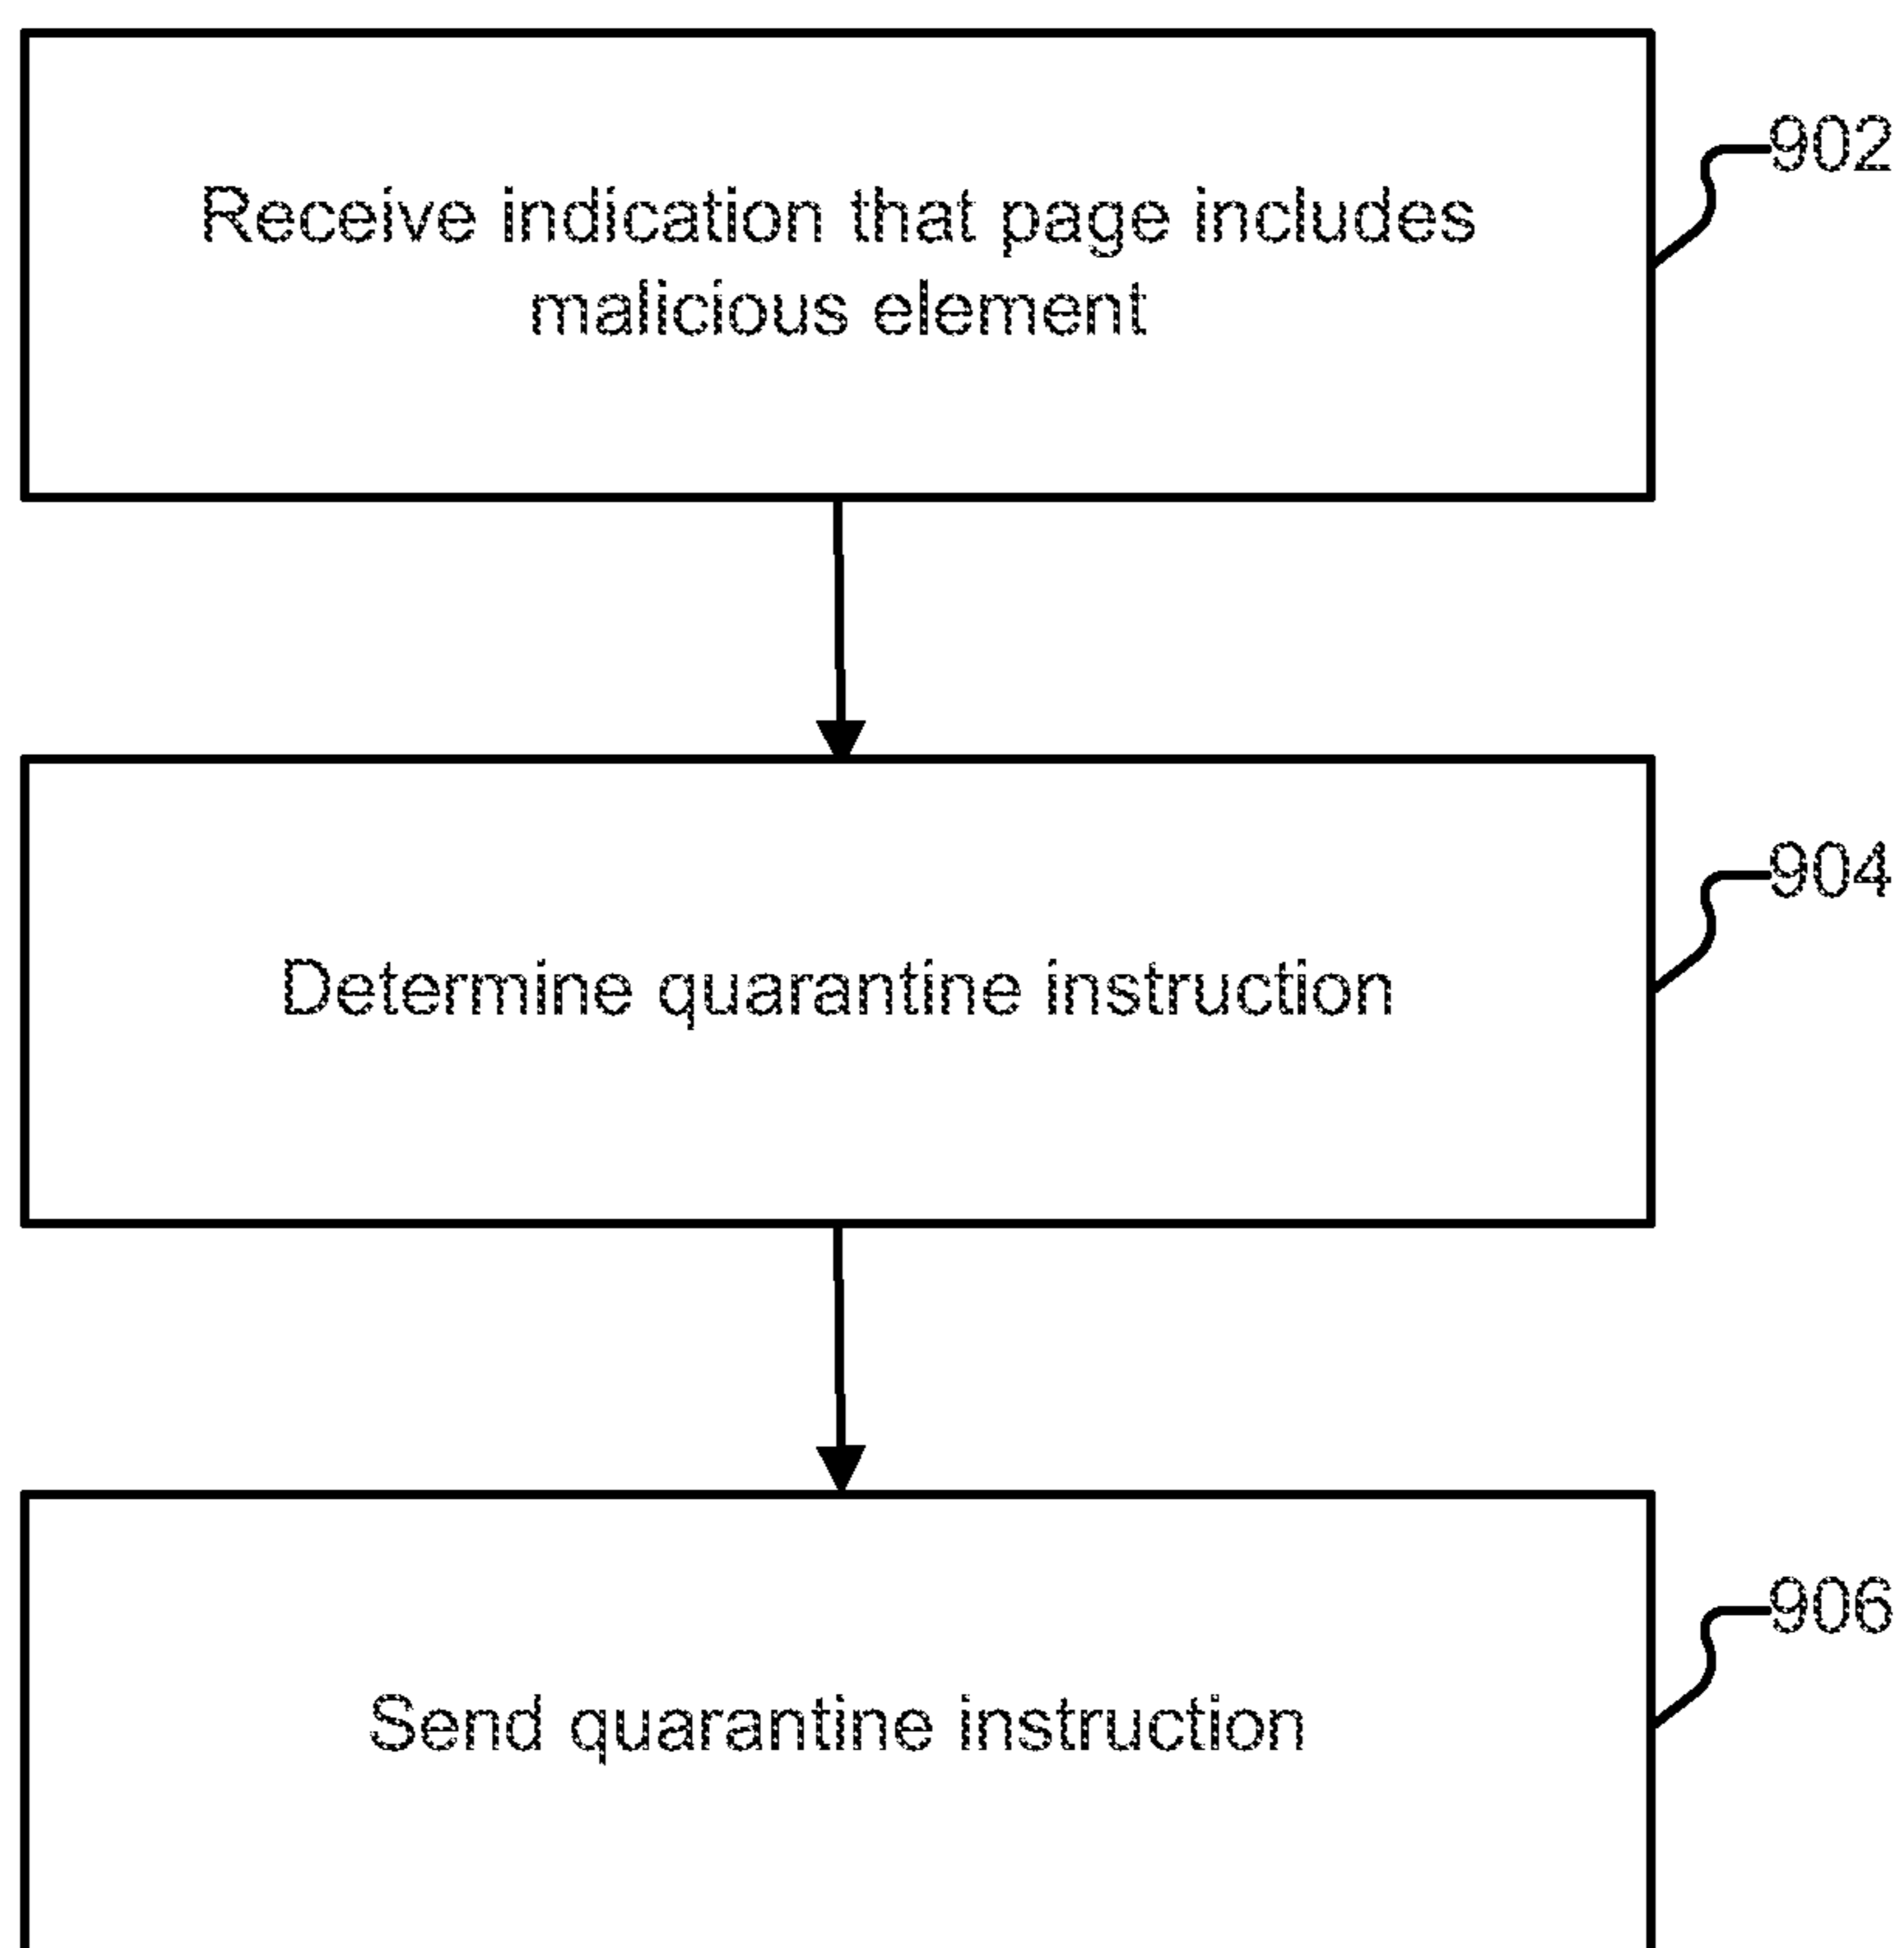 902
Receive indication that page includes
malicious element
904
Determine quarantine instruction
906
Send quarantine instruction